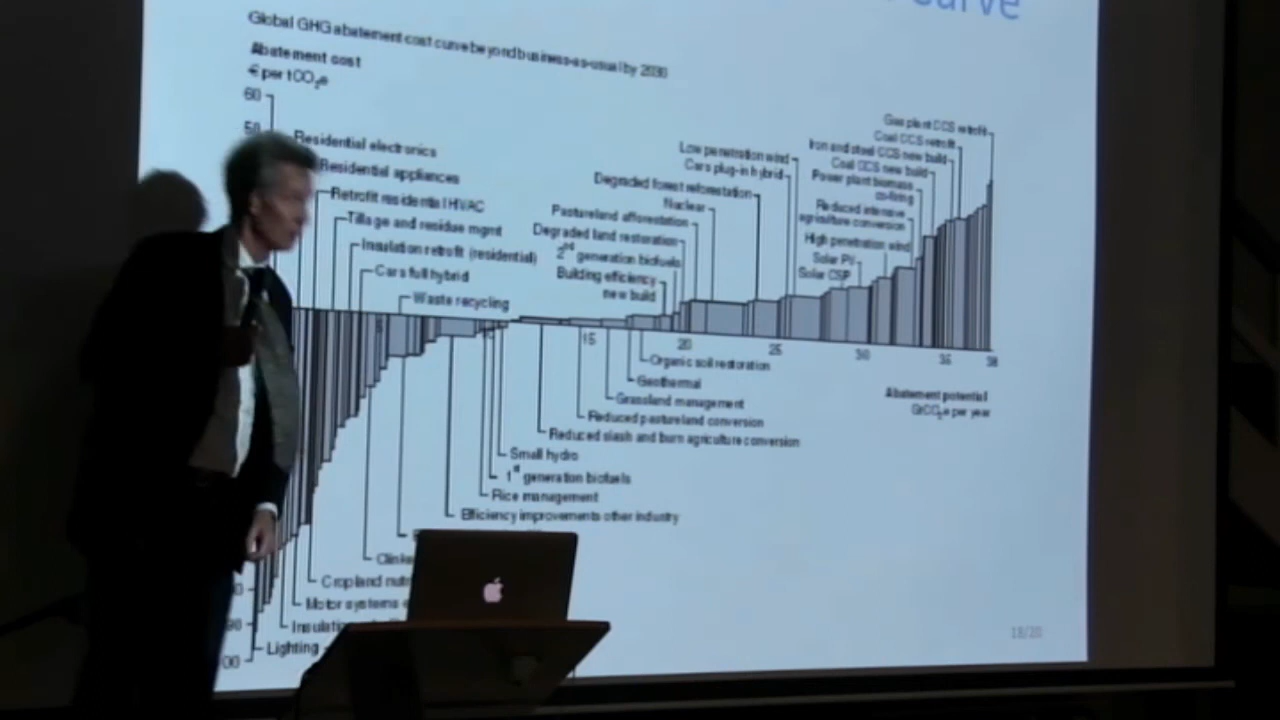 curve
Global GHG abatement cost curve beyond business-as-usual by 2030
Abatement cost
€ per tCO₂e
60
50
Residential electronics
Residential appliances
Retrofit residential HVAC
Tillage and residue mgmt
Insulation retrofit (residential)
Cars full hybrid
Waste recycling
Gas plant CCS retrofit
Coal CCS retrofit
Iron and steel CCS new build
Coal CCS new build
Power plant biomass
co-firing
Reduced intensive
agriculture conversion
High penetration wind
Solar PV
Solar CSP
Low penetration wind
Cars plug-in hybrid
Degraded forest reforestation
Nuclear
Pastureland afforestation
Degraded land restoration
2nd generation biofuels
Building efficiency
new build
15
20
25
30
35
38
Organic soil restoration
Geothermal
Grassland management
Reduced pastureland conversion
Reduced slash and burn agriculture conversion
Small hydro
1st generation biofuels
Rice management
Efficiency improvements other industry
Abatement potential
GtCO₂e per year
Cropland
Motor systems
Lighting
18/20